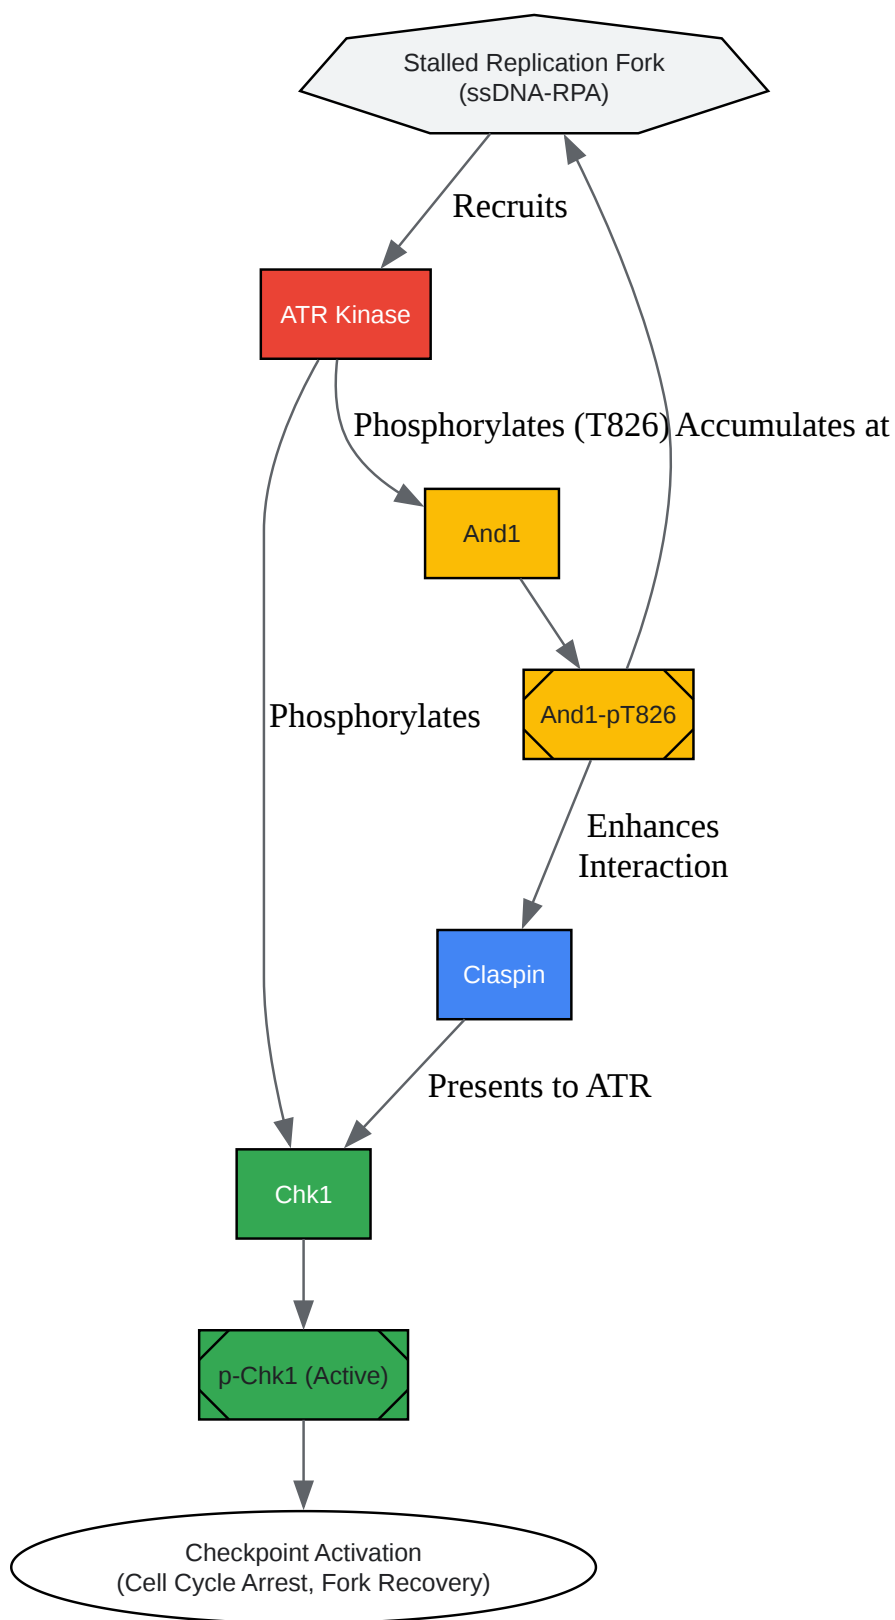 Stalled Replication Fork
(ssDNA-RPA)
Recruits
ATR Kinase
Phosphorylates (T826)
Accumulates at
And1
Phosphorylates
And1-pT826
Enhances
Interaction
Claspin
Presents to ATR
Chk1
p-Chk1 (Active)
Checkpoint Activation
(Cell Cycle Arrest, Fork Recovery)